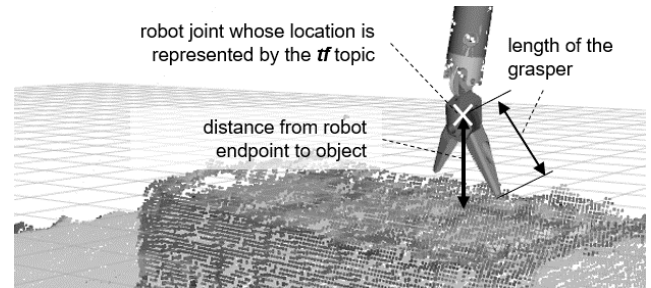 robot joint whose location is
represented by the tf topic
length of the
grasper
distance from robot
endpoint to object